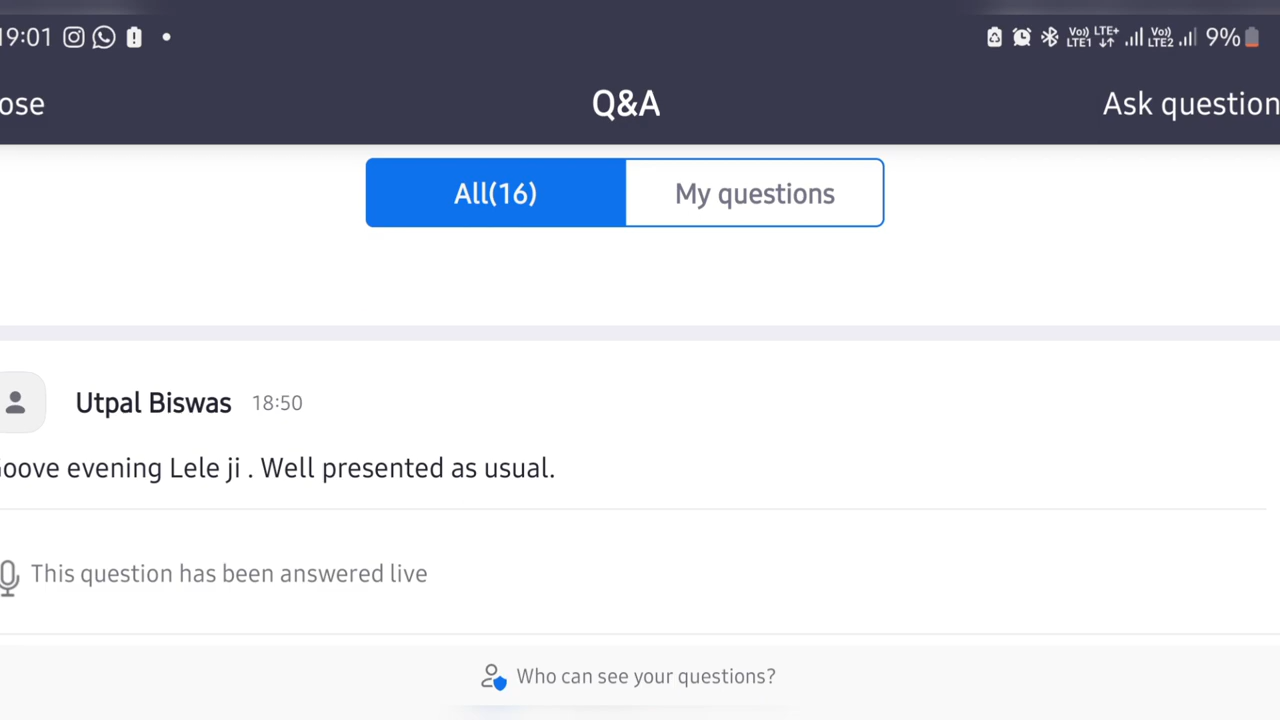 19:01 9%
ose Q&A Ask question
All(16) My questions
Utpal Biswas 18:50
oove evening Lele ji . Well presented as usual.
This question has been answered live
Who can see your questions?